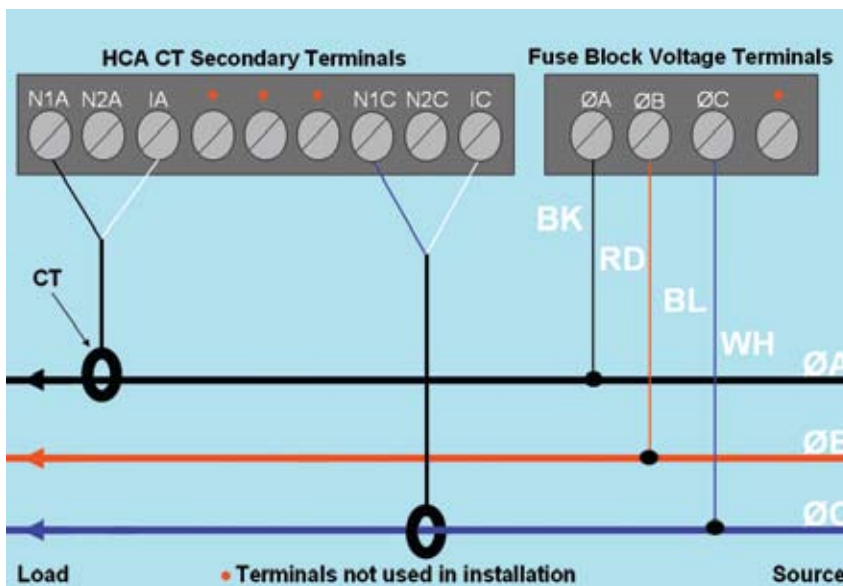 HCA CT Secondary Terminals
Fuse Block Voltage Terminals
N1A N2A IA N1C N2C IC
ØA ØB ØC
BK
RD
BL
WH
CT
ØA
ØB
ØC
Load
• Terminals not used in installation
Source